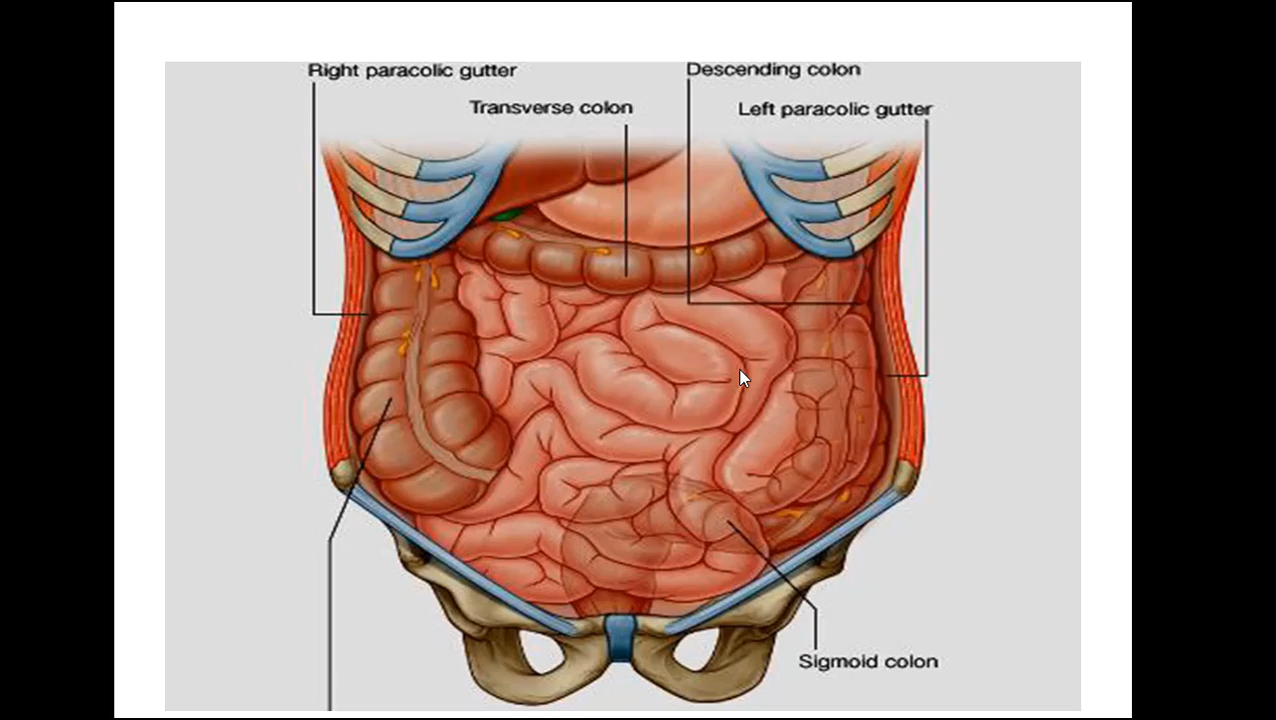 Right paracolic gutter
Descending colon
Transverse colon
Left paracolic gutter
Sigmoid colon